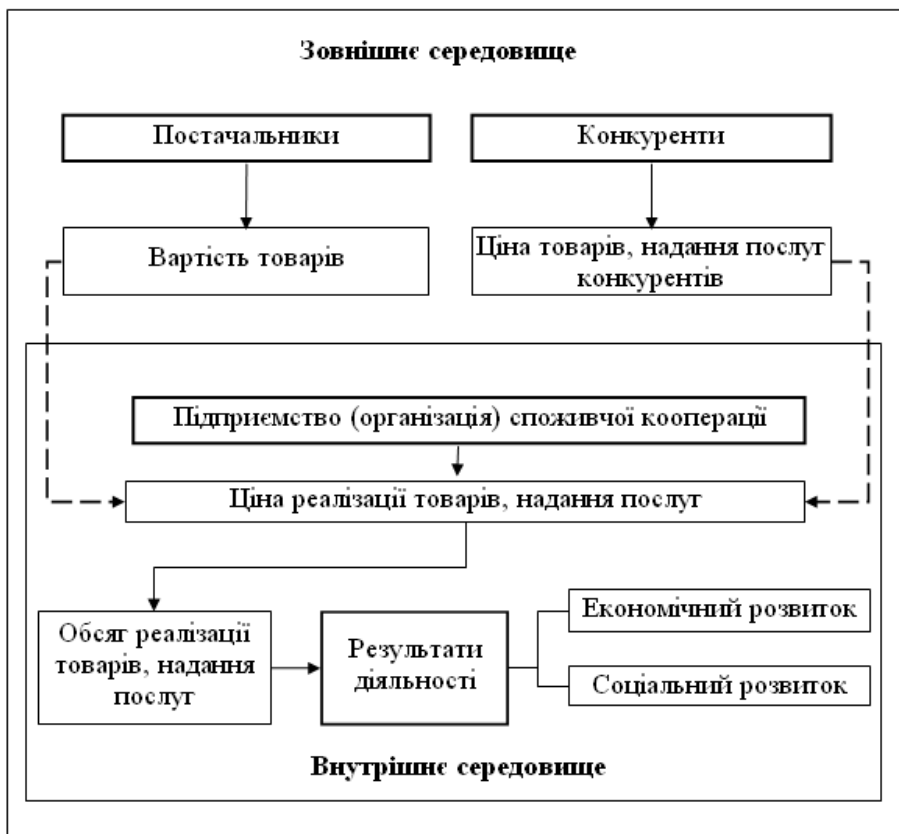 Зовнішнє середовище
Постачальники
Конкуренти
Вартість товарів
Ціна товарів, надання послуг
конкурентів
Підприємство (організація) споживчої кооперації
Ціна реалізації товарів, надання послуг
Обсяг реалізації
товарів, надання
послуг
Результати
діяльності
Економічний розвиток
Соціальний розвиток
Внутрішнє середовище